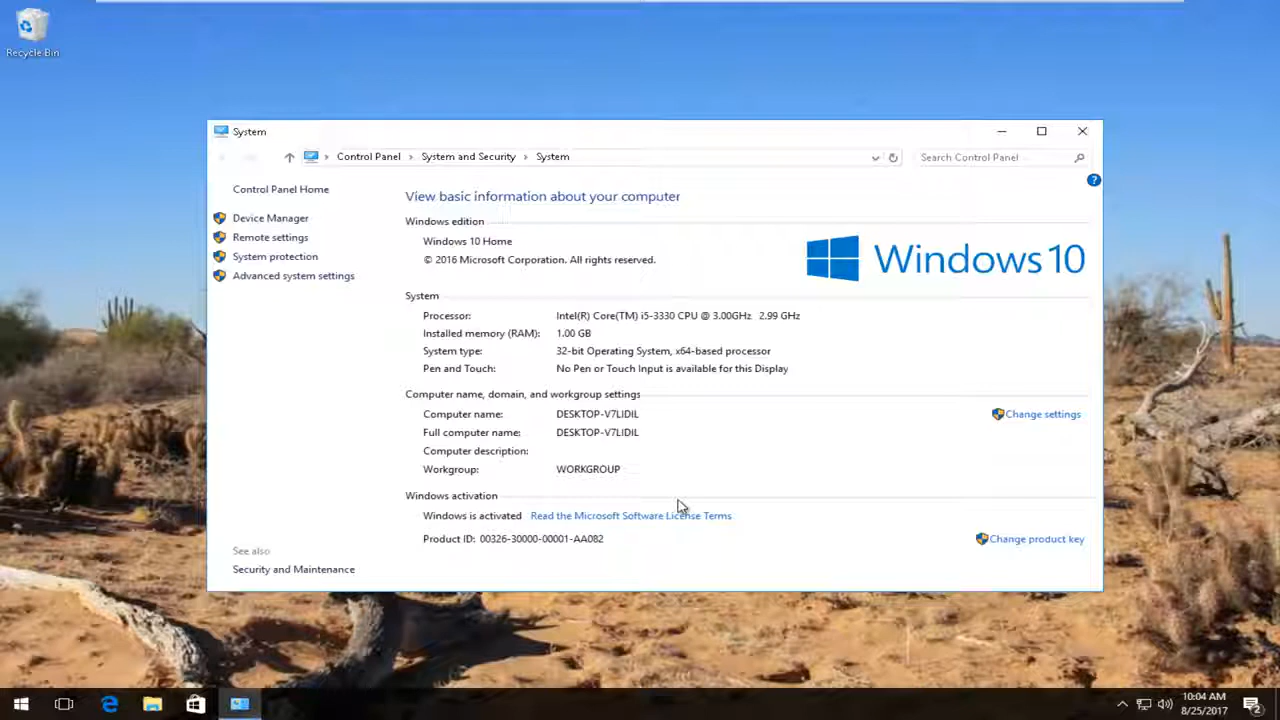 Recycle Bin
System
Control Panel > System and Security > System
Search Control Panel
?
Control Panel Home
Device Manager
Remote settings
System protection
Advanced system settings
View basic information about your computer
Windows edition
Windows 10 Home
© 2016 Microsoft Corporation. All rights reserved.
Windows 10
System
Processor: Intel(R) Core(TM) i5-3330 CPU @ 3.00GHz 2.99 GHz
Installed memory (RAM): 1.00 GB
System type: 32-bit Operating System, x64-based processor
Pen and Touch: No Pen or Touch Input is available for this Display
Computer name, domain, and workgroup settings
Computer name: DESKTOP-V7LIDIL
Change settings
Full computer name: DESKTOP-V7LIDIL
Computer description:
Workgroup: WORKGROUP
Windows activation
Windows is activated Read the Microsoft Software License Terms
Product ID: 00326-30000-00001-AA082
Change product key
See also
Security and Maintenance
10:04 AM
8/25/2017
2